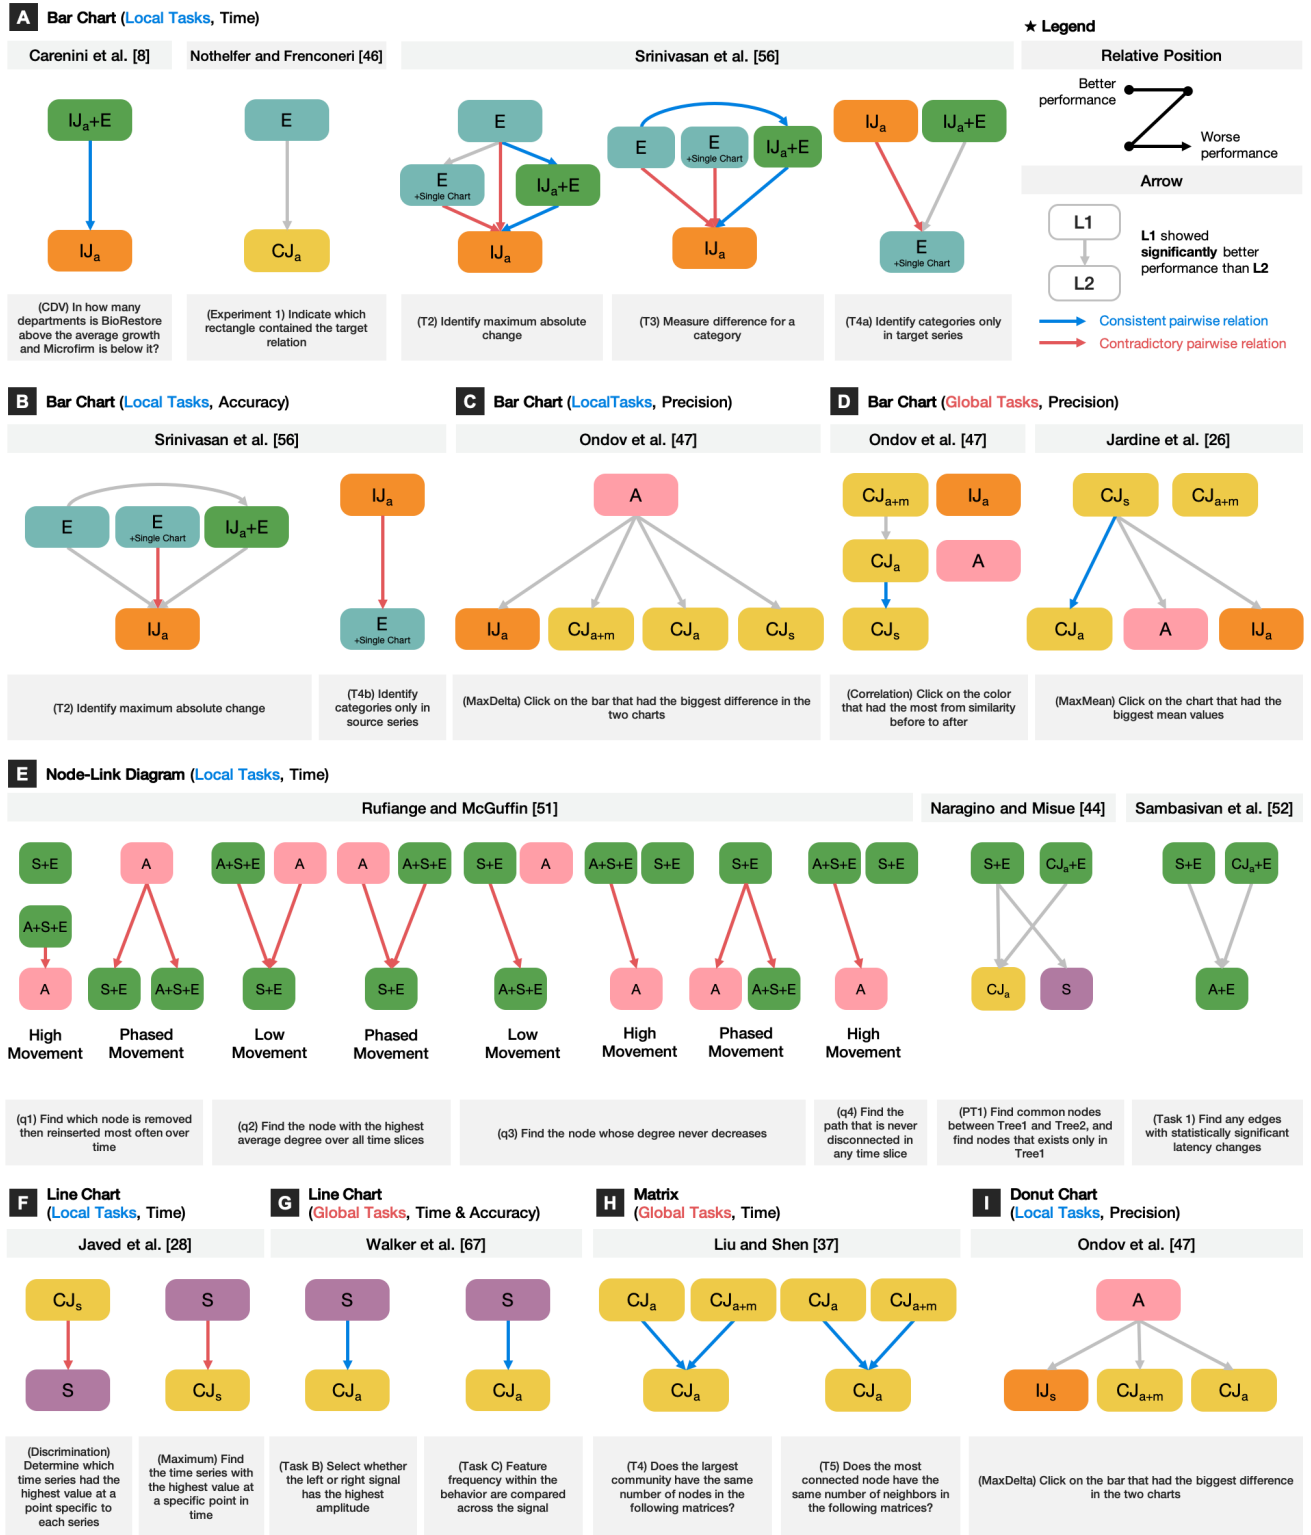 A Bar Chart (Local Tasks, Time)
Carenini et al. [8]
Nothelfer and Frenconeri [46]
Srinivasan et al. [56]
IJa+E
IJa
E
CJa
E
E
+Single Chart
IJa+E
IJa
E
E
+Single Chart
IJa+E
IJa
IJa
IJa+E
E
+Single Chart
(CDV) In how many
departments is BioRestore
above the average growth
and Microfirm is below it?
(Experiment 1) Indicate which
rectangle contained the target
relation
(T2) Identify maximum absolute
change
(T3) Measure difference for a
category
(T4a) Identify categories only
in target series
★ Legend
Relative Position
Better
performance
Worse
performance
Arrow
L1
L2
L1 showed
significantly better
performance than L2
Consistent pairwise relation
Contradictory pairwise relation
B Bar Chart (Local Tasks, Accuracy)
Srinivasan et al. [56]
E
E
+Single Chart
IJa+E
IJa
IJa
E
+Single Chart
(T2) Identify maximum absolute change
(T4b) Identify
categories only in
source series
C Bar Chart (LocalTasks, Precision)
Ondov et al. [47]
A
IJa
CJa+m
CJa
CJs
(MaxDelta) Click on the bar that had the biggest difference in the
two charts
D Bar Chart (Global Tasks, Precision)
Ondov et al. [47]
Jardine et al. [26]
CJa+m
IJa
CJa
A
CJs
CJs
CJa+m
CJa
A
IJa
(Correlation) Click on the color
that had the most from similarity
before to after
(MaxMean) Click on the chart that had the
biggest mean values
E Node-Link Diagram (Local Tasks, Time)
Rufiange and McGuffin [51]
Naragino and Misue [44]
Sambasivan et al. [52]
S+E
A+S+E
A
High
Movement
A
S+E
A+S+E
Phased
Movement
A+S+E
A
S+E
Low
Movement
A
A+S+E
S+E
Phased
Movement
S+E
A
A+S+E
Low
Movement
A+S+E
S+E
A
High
Movement
S+E
A
A+S+E
Phased
Movement
A+S+E
S+E
A
High
Movement
S+E
CJa+E
CJa
S
S+E
CJa+E
A+E
(q1) Find which node is removed
then reinserted most often over
time
(q2) Find the node with the highest
average degree over all time slices
(q3) Find the node whose degree never decreases
(q4) Find the
path that is never
disconnected in
any time slice
(PT1) Find common nodes
between Tree1 and Tree2, and
find nodes that exists only in
Tree1
(Task 1) Find any edges
with statistically significant
latency changes
F Line Chart
(Local Tasks, Time)
Javed et al. [28]
CJs
S
S
CJs
(Discrimination)
Determine which
time series had the
highest value at a
point specific to
each series
(Maximum) Find
the time series with
the highest value at
a specific point in
time
G Line Chart
(Global Tasks, Time & Accuracy)
Walker et al. [67]
S
CJa
S
CJa
(Task B) Select whether
the left or right signal
has the highest
amplitude
(Task C) Feature
frequency within the
behavior are compared
across the signal
H Matrix
(Global Tasks, Time)
Liu and Shen [37]
CJa
CJa+m
CJa
CJa
CJa+m
CJa
(T4) Does the largest
community have the same
number of nodes in the
following matrices?
(T5) Does the most
connected node have the
same number of neighbors in
the following matrices?
I Donut Chart
(Local Tasks, Precision)
Ondov et al. [47]
A
IJs
CJa+m
CJa
(MaxDelta) Click on the bar that had the biggest difference
in the two charts